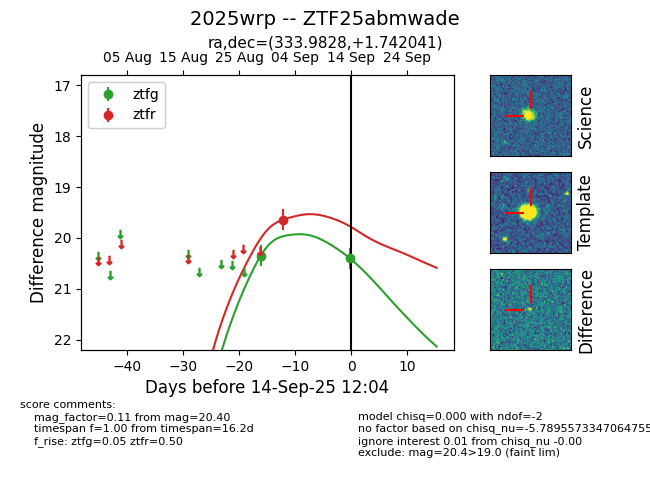 2025wrp -- ZTF25abmwade
ra,dec=(333.9828,+1.742041)
05 Aug 15 Aug 25 Aug 04 Sep 14 Sep 24 Sep
17
18
19
20
21
22
Difference magnitude
ztfg
ztfr
−40 −30 −20 −10 0 10
Days before 14-Sep-25 12:04
Science
Template
Difference
score comments:
mag_factor=0.11 from mag=20.40
timespan f=1.00 from timespan=16.2d
f_rise: ztfg=0.05 ztfr=0.50
model chisq=0.000 with ndof=-2
no factor based on chisq_nu=-5.7895573347064755
ignore interest 0.01 from chisq_nu -0.00
exclude: mag=20.4>19.0 (faint lim)